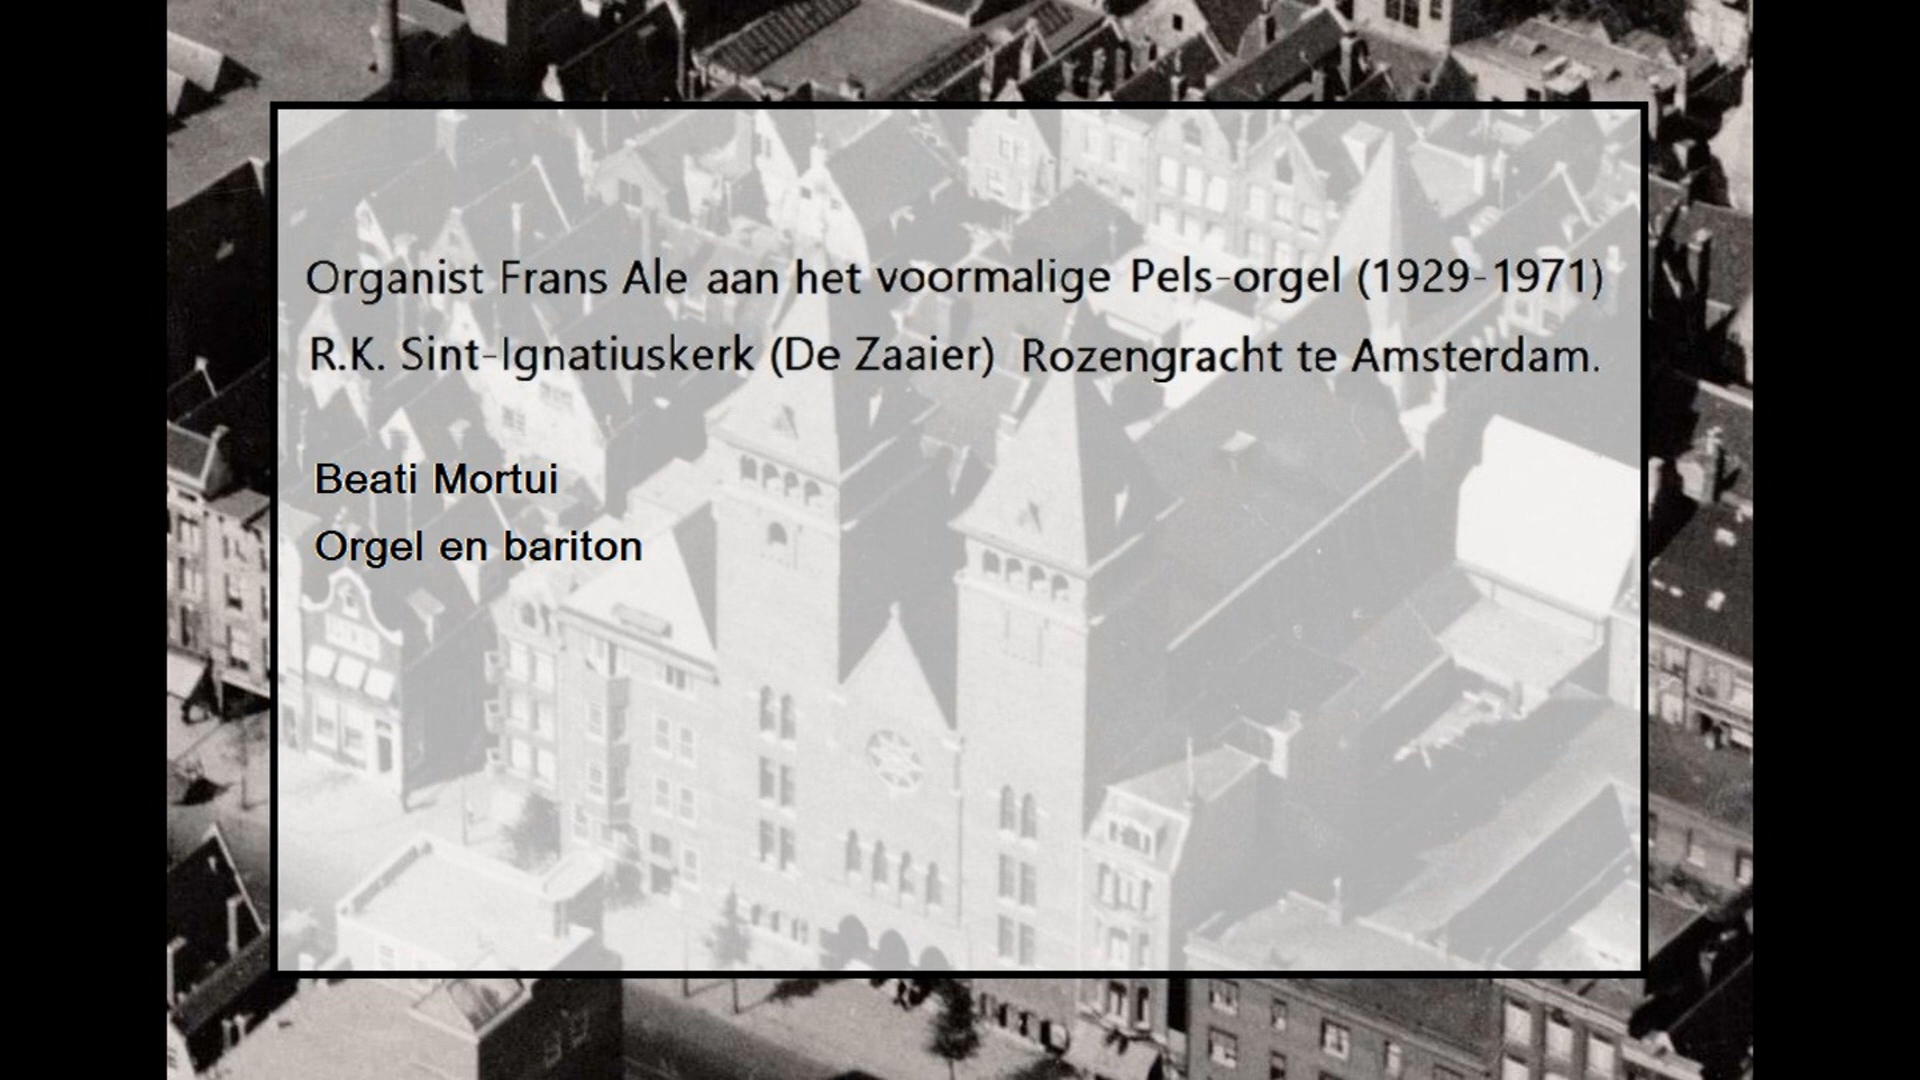 Organist Frans Ale aan het voormalige Pels-orgel (1929-1971)
R.K. Sint-Ignatiuskerk (De Zaaier) Rozengracht te Amsterdam.
Beati Mortui
Orgel en bariton